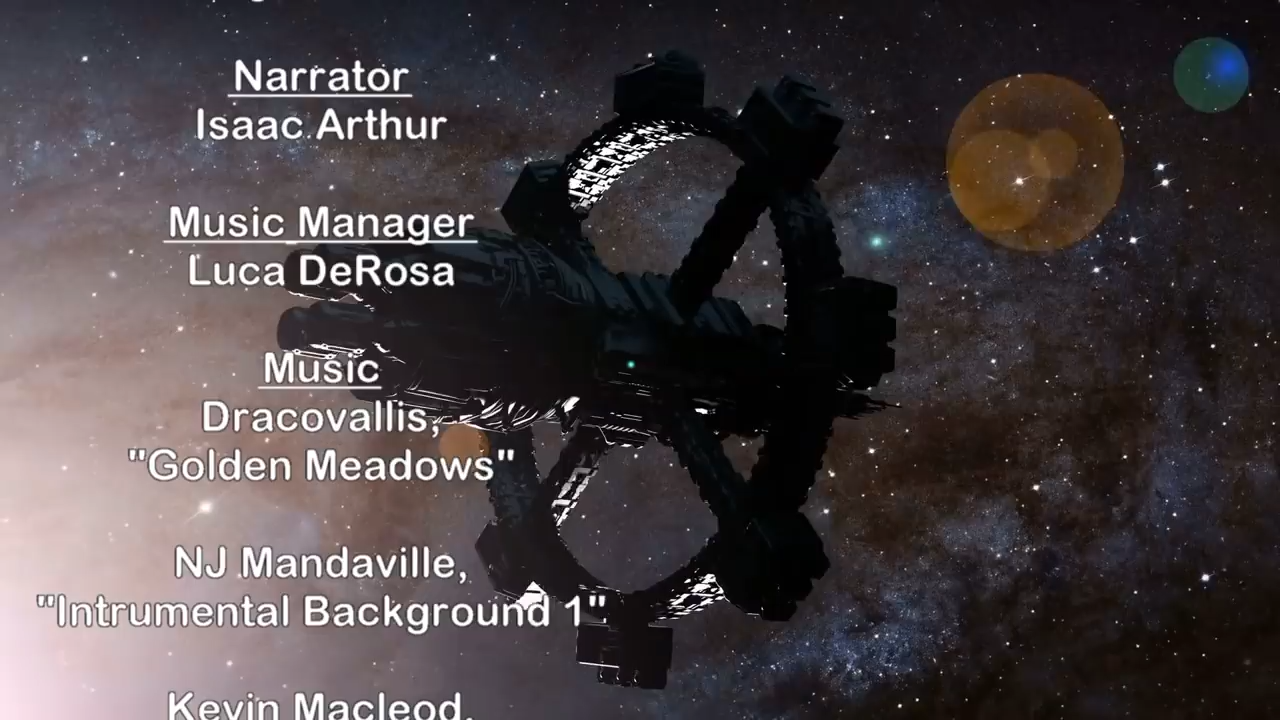 Narrator
Isaac Arthur
Music Manager
Luca DeRosa
Music
Dracovallis,
"Golden Meadows"
NJ Mandaville,
"Intrumental Background 1"
Kevin Macleod,